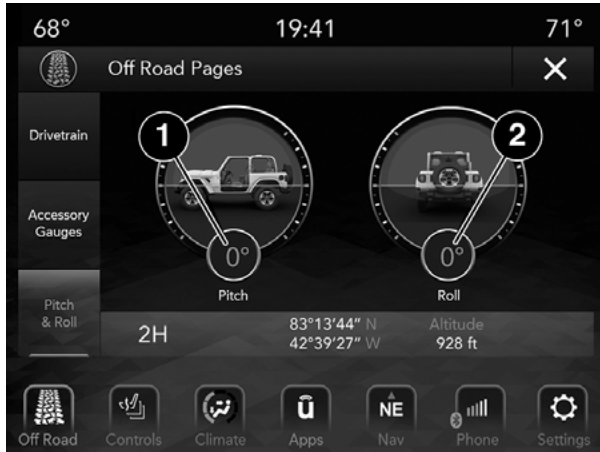 68° 19:41 71°
Off Road Pages
Drivetrain
Accessory
Gauges
Pitch
& Roll
1
2
0°
0°
Pitch
Roll
2H
83°13'44" N
42°39'27" W
Altitude
928 ft
û
NE
Off Road
Controls
Climate
Apps
Nav
Phone
Settings